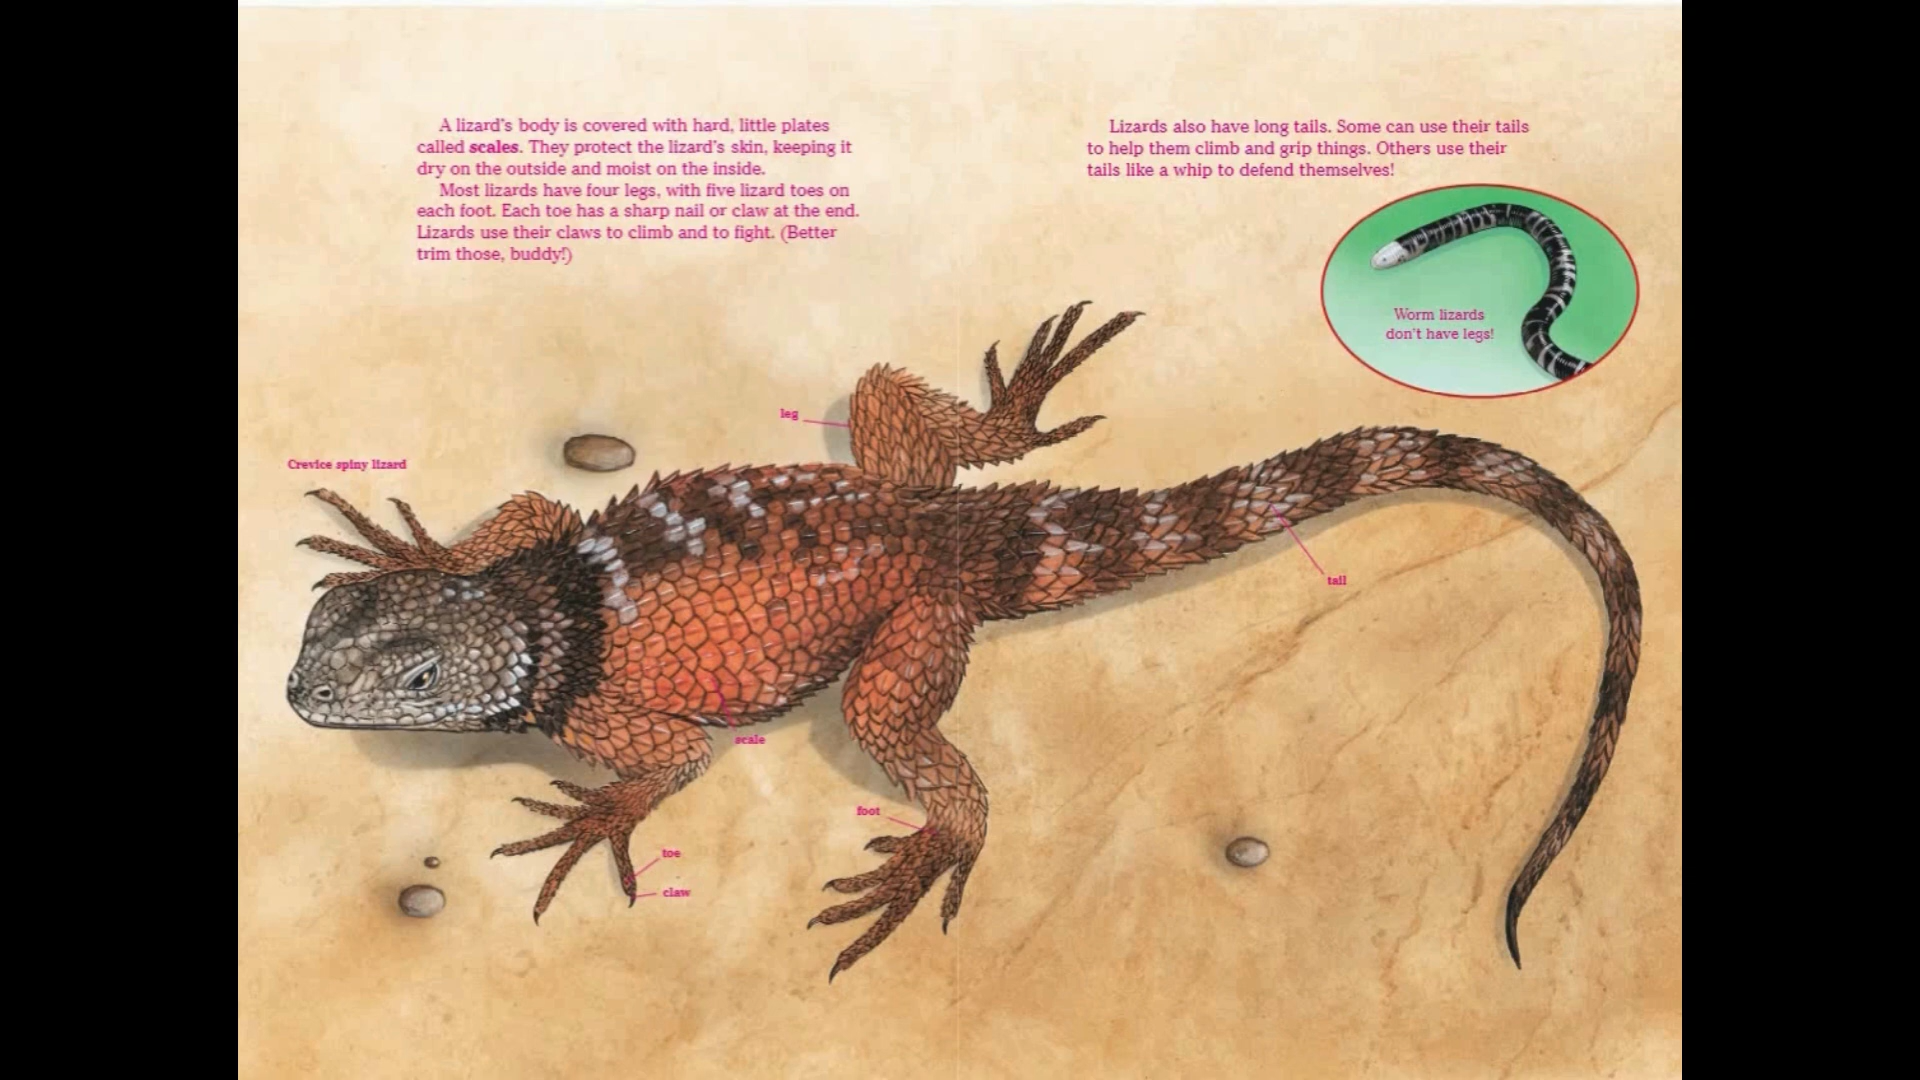 A lizard's body is covered with hard, little plates
called scales. They protect the lizard's skin, keeping it
dry on the outside and moist on the inside.
Most lizards have four legs, with five lizard toes on
each foot. Each toe has a sharp nail or claw at the end.
Lizards use their claws to climb and to fight. (Better
trim those, buddy!)
Lizards also have long tails. Some can use their tails
to help them climb and grip things. Others use their
tails like a whip to defend themselves!
Worm lizards
don't have legs!
leg
Crevice spiny lizard
tail
scale
foot
toe
claw